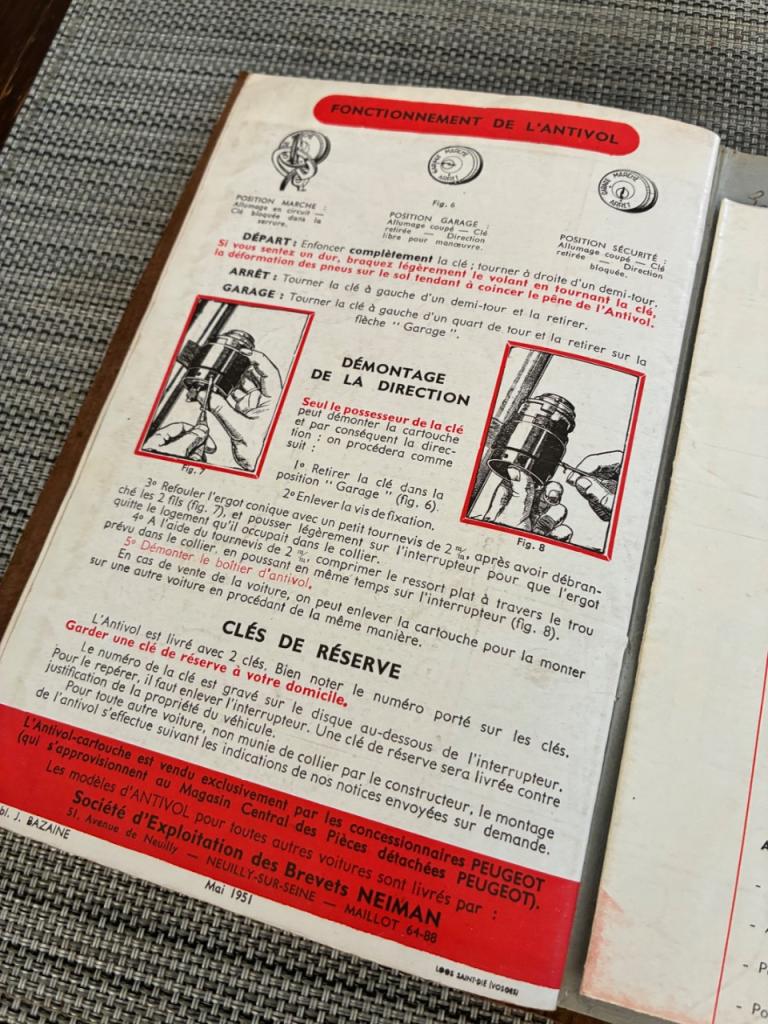 FONCTIONNEMENT DE L'ANTIVOL
MARCHE
GARAGE
ARRÊT
MARCHE
GARAGE
ARRÊT
Fig. 6
POSITION MARCHE :
Allumage en circuit —
Clé bloquée dans la
serrure.
POSITION GARAGE :
Allumage coupé — Clé
retirée — Direction
libre pour manœuvre.
POSITION SÉCURITÉ :
Allumage coupé — Clé
retirée — Direction
bloquée.
DÉPART : Enfoncer complètement la clé ; tourner à droite d'un demi-tour.
Si vous sentez un dur, braquez légèrement le volant en tournant la clé,
la déformation des pneus sur le sol tendant à coincer le pêne de l'Antivol.
ARRÊT : Tourner la clé à gauche d'un demi-tour et la retirer.
GARAGE : Tourner la clé à gauche d'un quart de tour et la retirer sur la
flèche " Garage ".
DÉMONTAGE
DE LA DIRECTION
Seul le possesseur de la clé
peut démonter la cartouche
et par conséquent la direc-
tion : on procédera comme
suit :
1º Retirer la clé dans la
position " Garage " (fig. 6).
2º Enlever la vis de fixation.
Fig. 7
Fig. 8
3º Refouler l'ergot conique avec un petit tournevis de 2 m/m après avoir débran-
ché les 2 fils (fig. 7), et pousser légèrement sur l'interrupteur pour que l'ergot
quitte le logement qu'il occupait dans le collier.
4º A l'aide du tournevis de 2 m/m comprimer le ressort plat à travers le trou
prévu dans le collier, en poussant en même temps sur l'interrupteur (fig. 8).
5º Démonter le boîtier d'antivol.
En cas de vente de la voiture, on peut enlever la cartouche pour la monter
sur une autre voiture en procédant de la même manière.
CLÉS DE RÉSERVE
L'Antivol est livré avec 2 clés. Bien noter le numéro porté sur les clés.
Garder une clé de réserve à votre domicile.
Le numéro de la clé est gravé sur le disque au-dessous de l'interrupteur.
Pour le repérer, il faut enlever l'interrupteur. Une clé de réserve sera livrée contre
justification de la propriété du véhicule.
Pour toute autre voiture, non munie de collier par le constructeur, le montage
de l'antivol s'effectue suivant les indications de nos notices envoyées sur demande.
L'Antivol-cartouche est vendu exclusivement par les concessionnaires PEUGEOT
(qui s'approvisionnent au Magasin Central des Pièces détachées PEUGEOT).
Les modèles d'ANTIVOL pour toutes autres voitures sont livrés par :
Société d'Exploitation des Brevets NEIMAN
51, Avenue de Neuilly — NEUILLY-SUR-SEINE — MAILLOT 64-88
bl. J. BAZAINE
Mai 1951
LOOS SAINT-DIÉ (VOSGES)